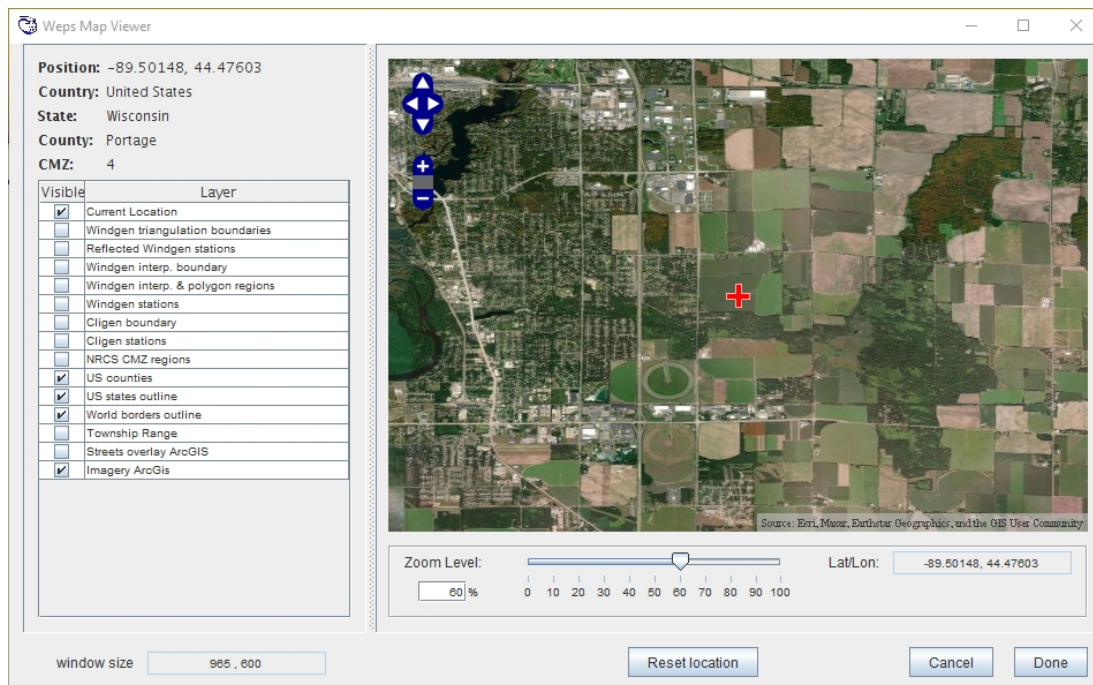 Weps Map Viewer
Position: -89.50148, 44.47603
Country: United States
State: Wisconsin
County: Portage
CMZ: 4
Visible Layer
Current Location
Windgen triangulation boundaries
Reflected Windgen stations
Windgen interp. boundary
Windgen interp. & polygon regions
Windgen stations
Cligen boundary
Cligen stations
NRCS CMZ regions
US counties
US states outline
World borders outline
Township Range
Streets overlay ArcGIS
Imagery ArcGis
Source: Esri, Maxar, Earthstar Geographics, and the GIS User Community
Zoom Level:
60 %
0 10 20 30 40 50 60 70 80 90 100
Lat/Lon: -89.50148, 44.47603
window size 965 , 600
Reset location
Cancel
Done